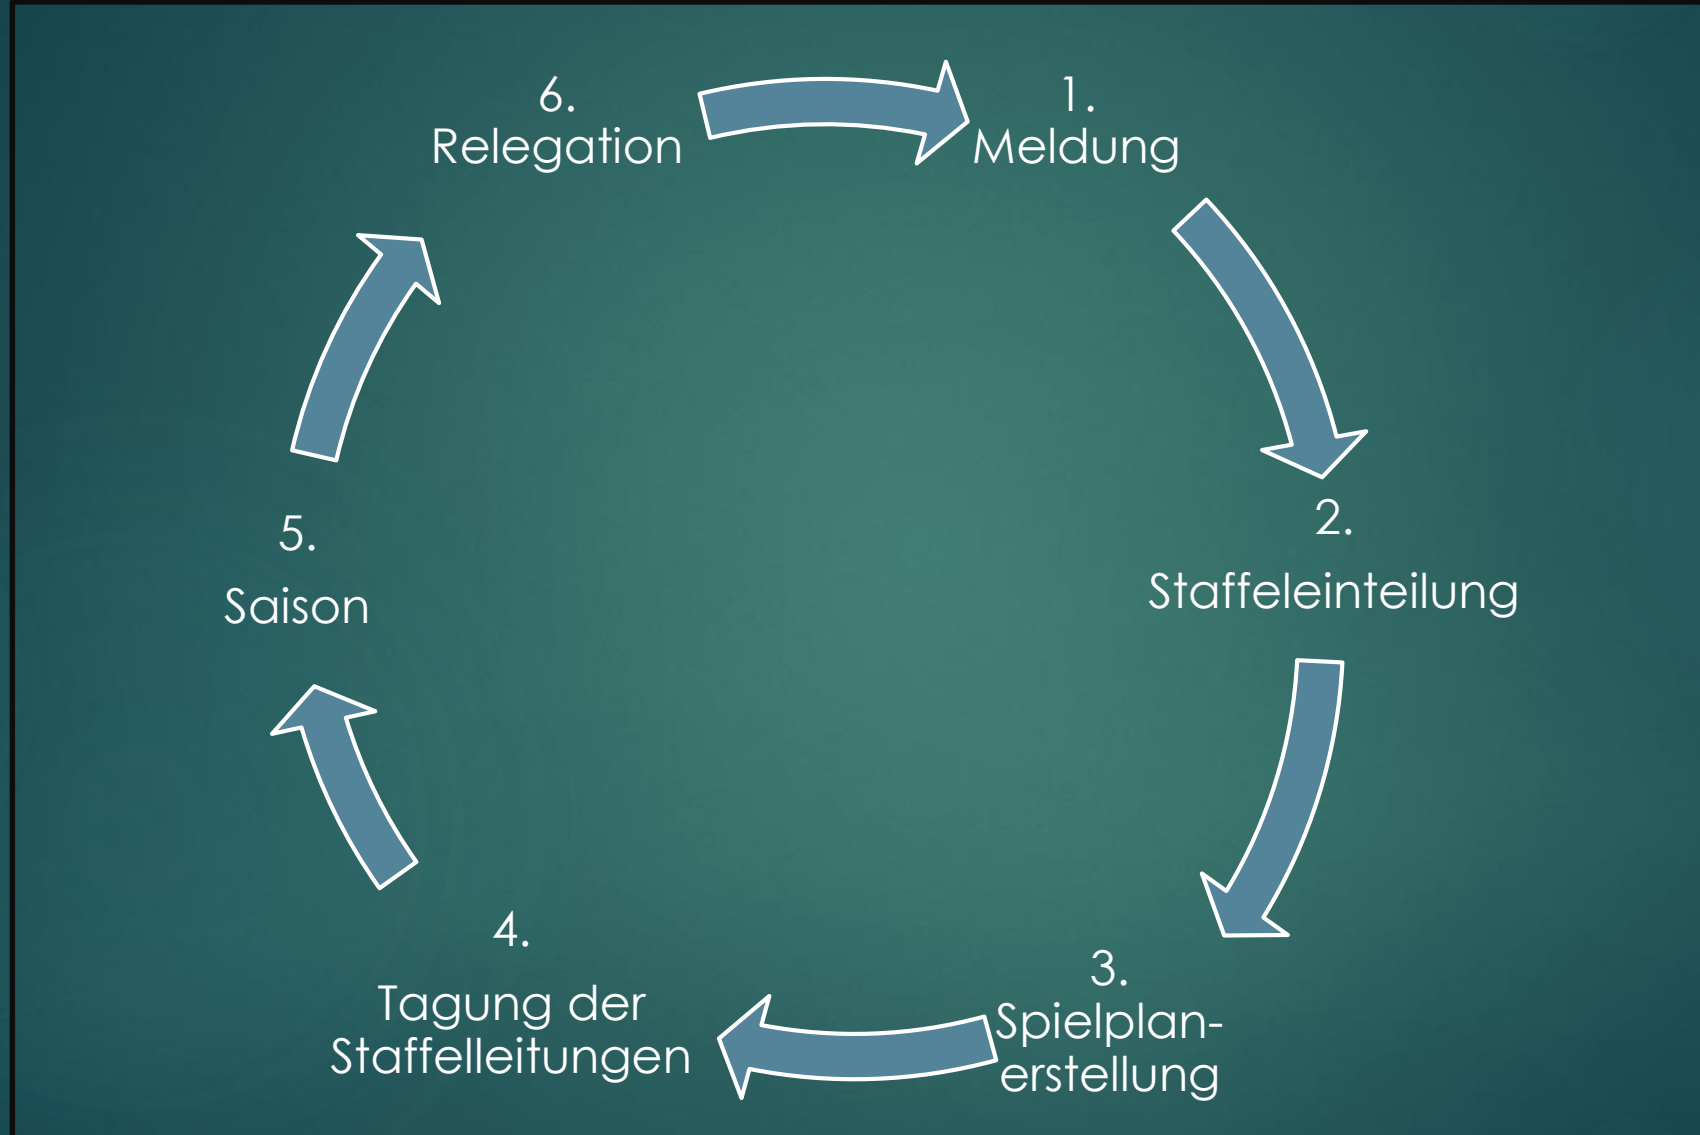 1.
Meldung
2.
Staffeleinteilung
3.
Spielplan-
erstellung
4.
Tagung der
Staffelleitungen
5.
Saison
6.
Relegation